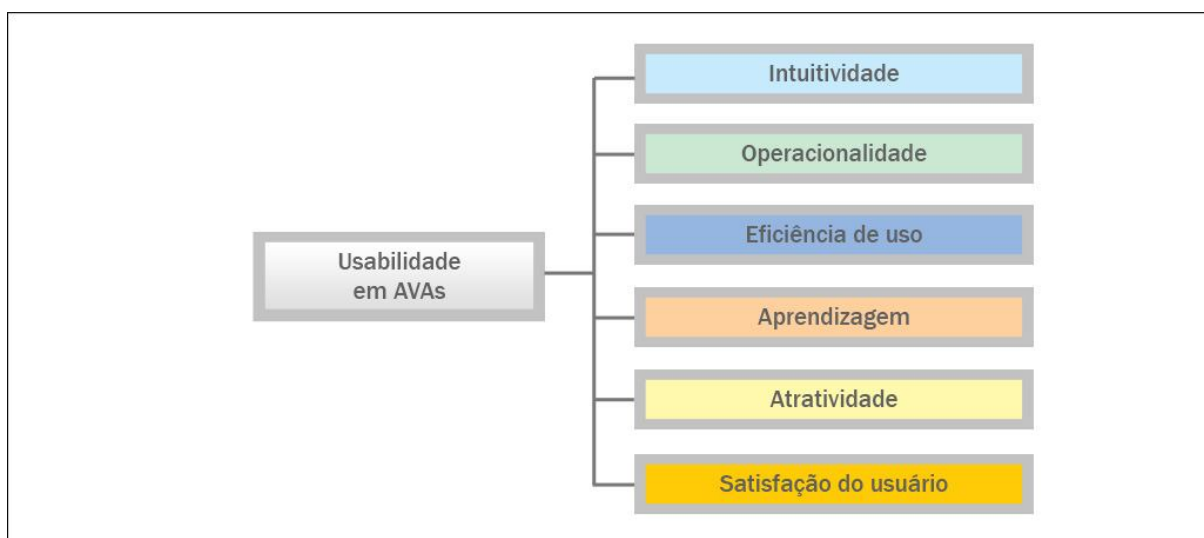 Intuitividade
Operacionalidade
Eficiência de uso
Usabilidade
em AVAs
Aprendizagem
Atratividade
Satisfação do usuário